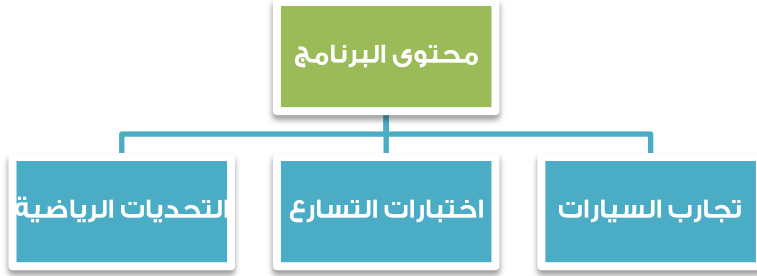 محتوى البرنامج
تجارب السيارات
اختبارات التسارع
التحديات الرياضية